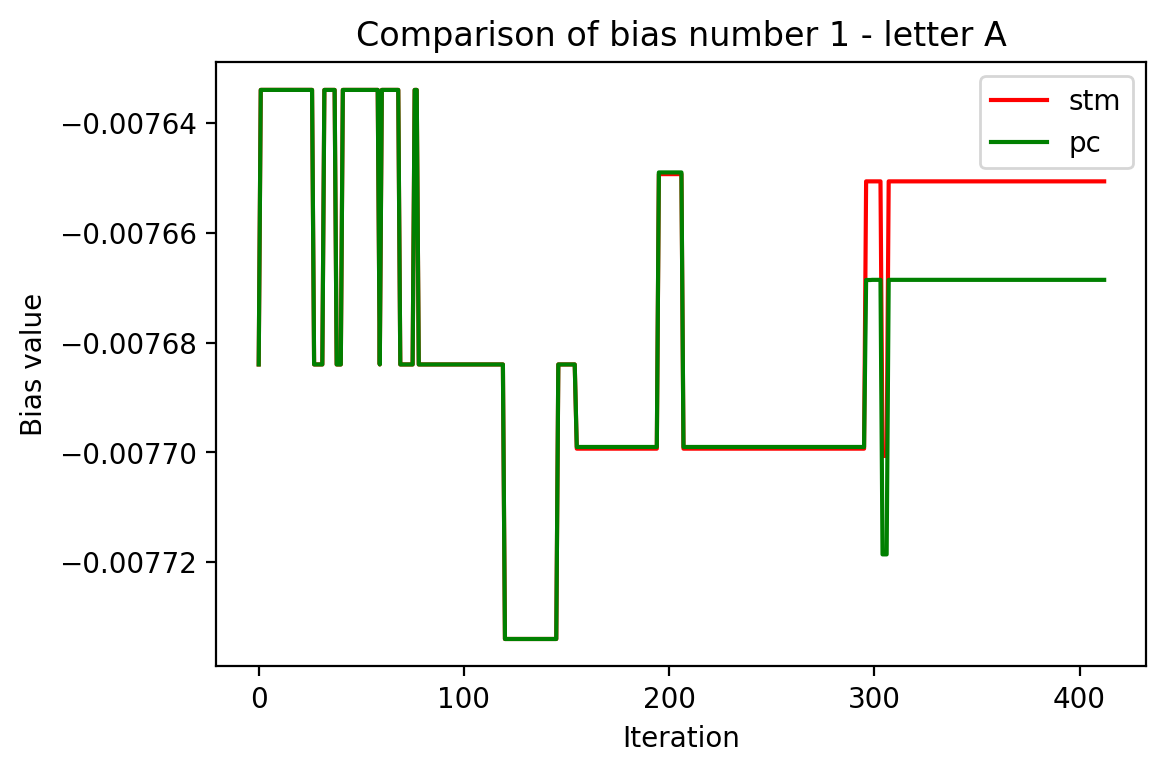 Comparison of bias number 1 - letter A
stm
pc
−0.00764
−0.00766
−0.00768
−0.00770
−0.00772
Bias value
0 100 200 300 400
Iteration